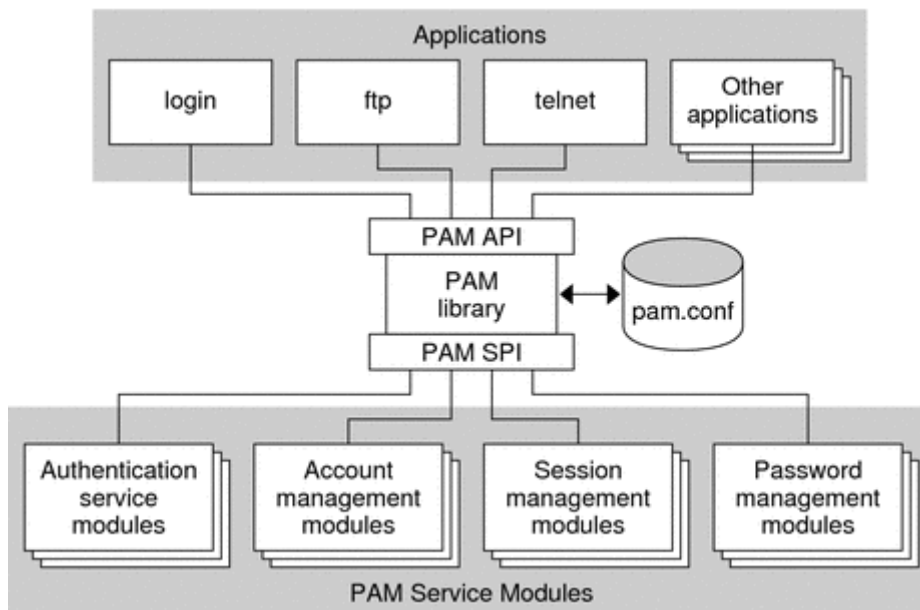 Applications
login
ftp
telnet
Other
applications
PAM API
PAM
library
pam.conf
PAM SPI
Authentication
service
modules
Account
management
modules
Session
management
modules
Password
management
modules
PAM Service Modules